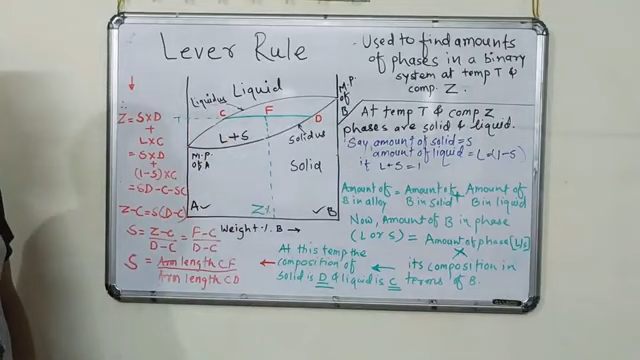 Lever Rule
Used to find amounts
of phases in a binary
system at temp T &
comp. Z.
Liquid
Liquidus
C
F
D
L+S
solidus
Solid
M.P.
of A
M.P.
of
B
A
Z
B
Weight % B →
At temp T & comp Z
phases are solid & liquid.
Say amount of solid = S
amount of liquid = L or (1-S)
if L+S=1
Amount of = Amount of + Amount of
B in alloy B in solid B in liquid
Now, Amount of B in phase
(L or S) = Amount of phase [L/S]
×
its composition in
terms of B.
At this temp the
composition of
solid is D & liquid is C
Z = S×D
+
L×C
= S×D
+
(1-S)×C
= SD-C-SC
Z-C = S(D-C)
S = Z-C/D-C = F-C/D-C
S = Arm length CF
Arm length CD